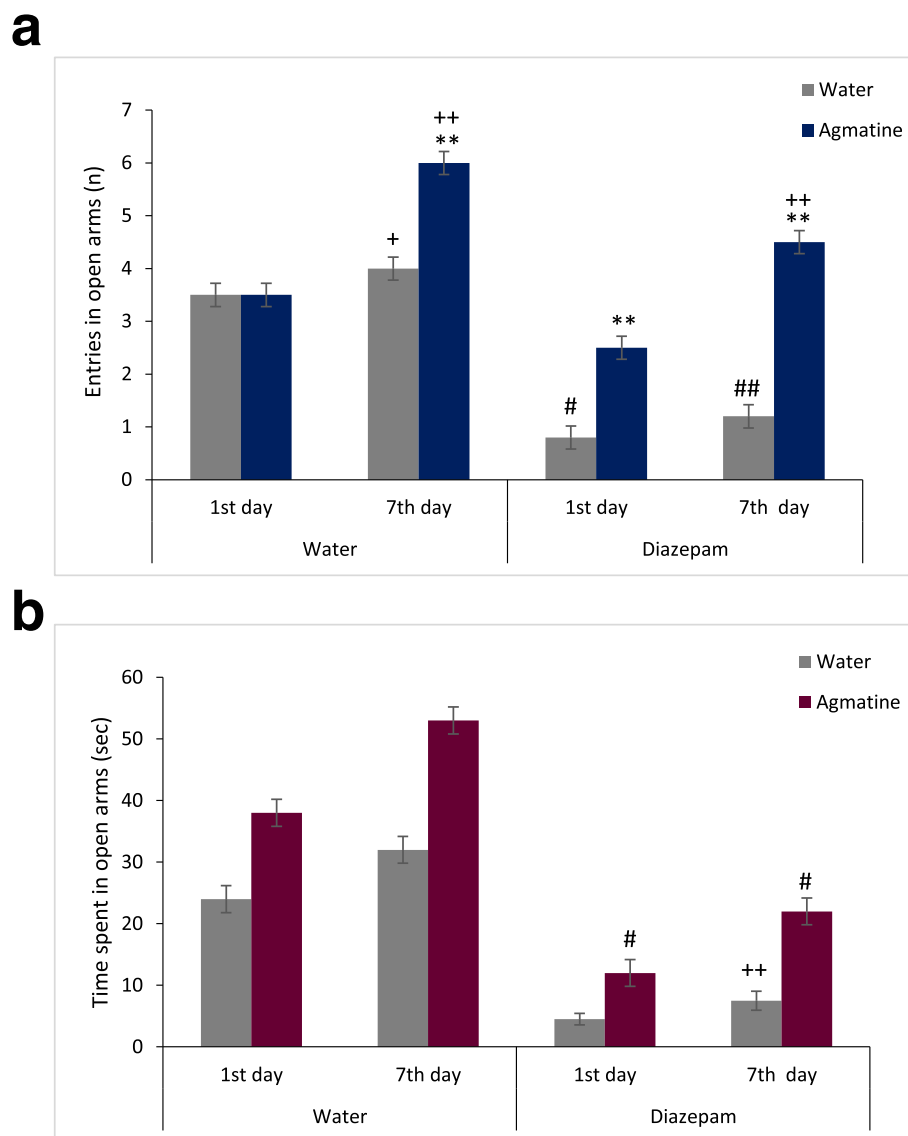 a
Water
Agmatine
Entries in open arms (n)
7
6
5
4
3
2
1
0
+
++
**
#
**
##
++
**
1st day
7th day
1st day
7th  day
Water
Diazepam
b
Water
Agmatine
Time spent in open arms (sec)
60
50
40
30
20
10
0
#
++
#
1st day
7th day
1st day
7th  day
Water
Diazepam